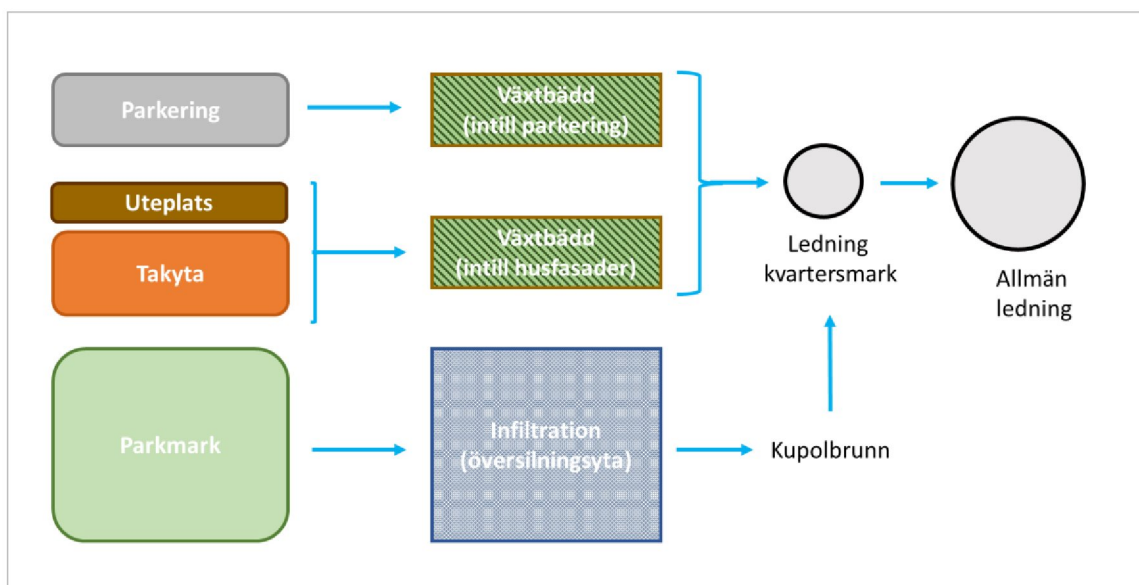 Parkering
Växtbädd
(intill parkering)
Uteplats
Takyta
Växtbädd
(intill husfasader)
Ledning
kvartersmark
Allmän
ledning
Parkmark
Infiltration
(översilningsyta)
Kupolbrunn